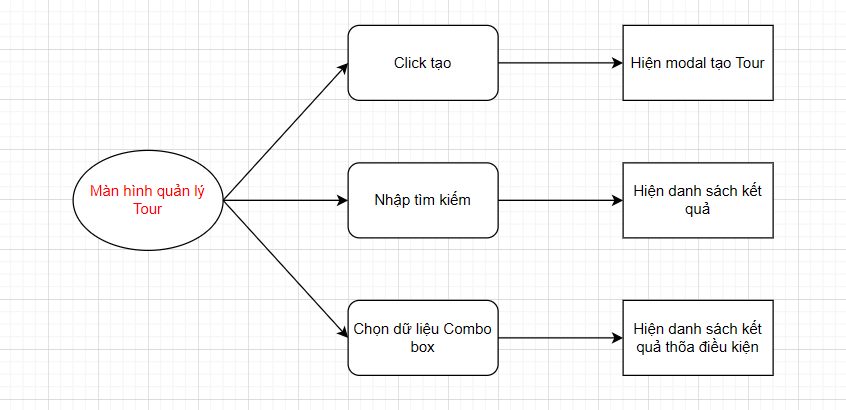 Click tạo
Hiện modal tạo Tour
Màn hình quản lý
Tour
Nhập tìm kiếm
Hiện danh sách kết
quả
Chọn dữ liệu Combo
box
Hiện danh sách kết
quả thõa điều kiện